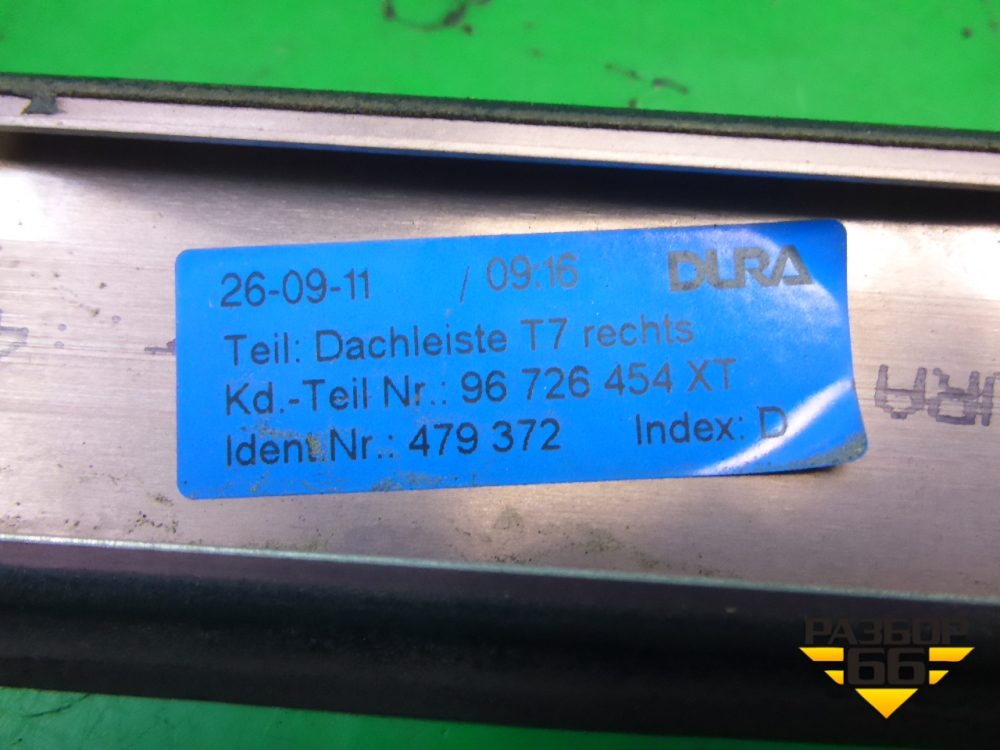 26-09-11 / 09:16 DURA
Teil: Dachleiste T7 rechts
Kd.-Teil Nr.: 96 726 454 XT
Ident.Nr.: 479 372 Index: D
РАЗБОР
66